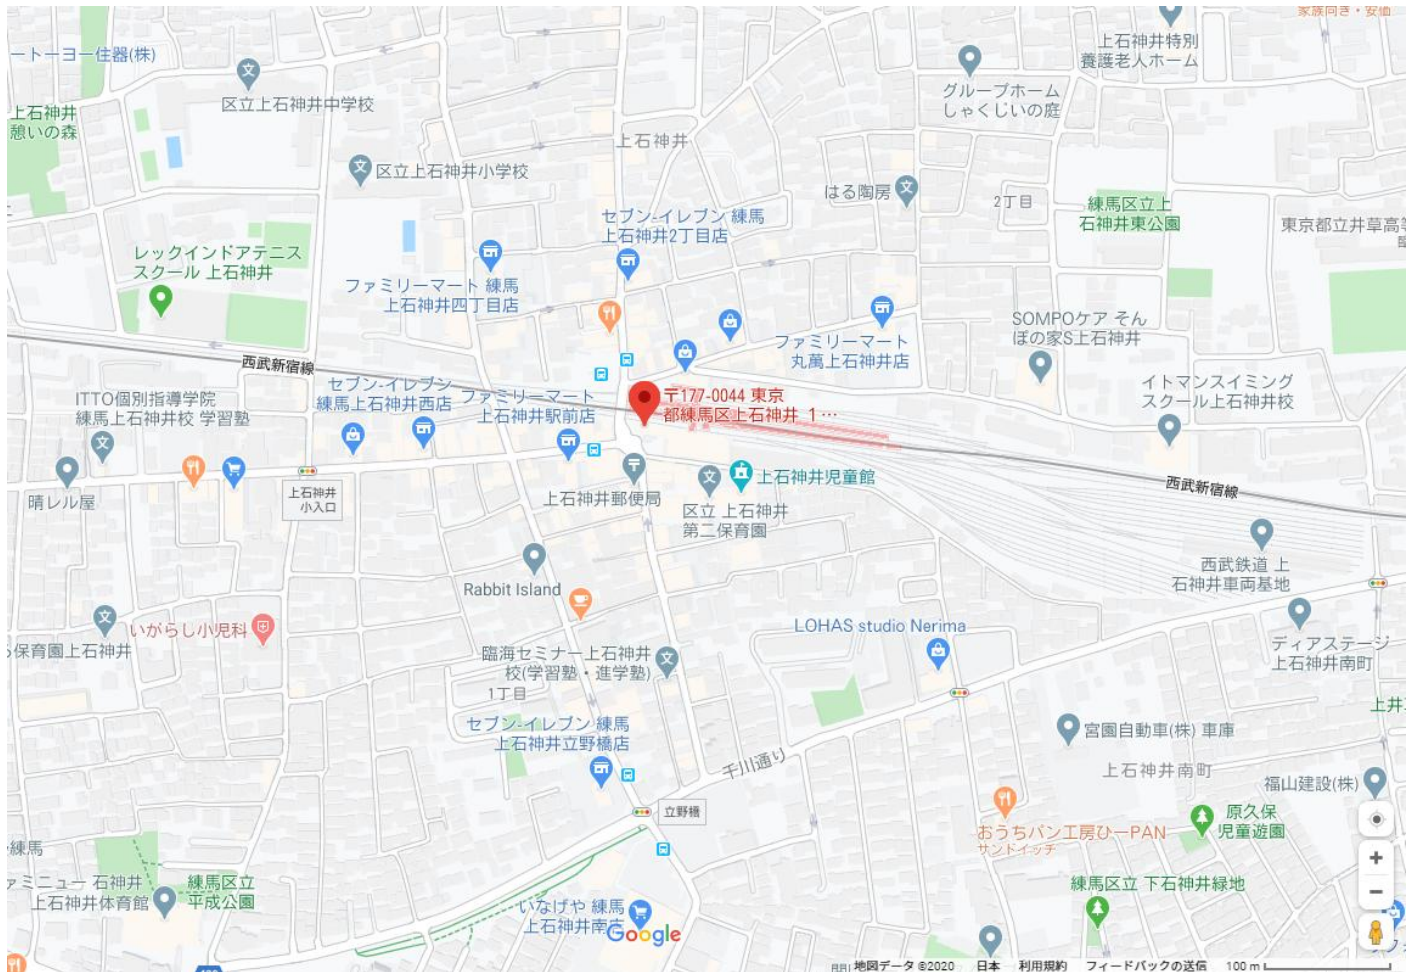 家族向き・安価
ートーヨー住器(株)
上石神井特別
養護老人ホーム
区立上石神井中学校
グループホーム
しゃくじいの庭
上石神井
憩いの森
上石神井
区立上石神井小学校
はる陶房
2丁目
練馬区立上
石神井東公園
セブン-イレブン 練馬
上石神井2丁目店
東京都立井草高等
レックインドアテニス
スクール 上石神井
ファミリーマート 練馬
上石神井四丁目店
SOMPOケア そん
ぽの家S上石神井
ファミリーマート
丸萬上石神井店
西武新宿線
ITTO個別指導学院
練馬上石神井校 学習塾
セブン-イレブン
練馬上石神井西店
ファミリーマート
上石神井駅前店
〒177-0044 東京
都練馬区上石神井 1…
イトマンスイミング
スクール上石神井校
晴レル屋
上石神井
小入口
上石神井郵便局
上石神井児童館
区立 上石神井
第二保育園
西武新宿線
西武鉄道 上
石神井車両基地
Rabbit Island
いがらし小児科
保育園上石神井
LOHAS studio Nerima
ディアステージ
上石神井南町
臨海セミナー上石神井
校(学習塾・進学塾)
1丁目
セブン-イレブン 練馬
上石神井立野橋店
千川通り
上井
宮園自動車(株) 車庫
上石神井南町
福山建設(株)
立野橋
おうちパン工房ひーPAN
サンドイッチ
原久保
児童遊園
練馬
ァミニュー 石神井
上石神井体育館
練馬区立
平成公園
練馬区立 下石神井緑地
いなげや 練馬
上石神井南店
Google
地図データ ©2020
日本
利用規約
フィードバックの送信
100 m